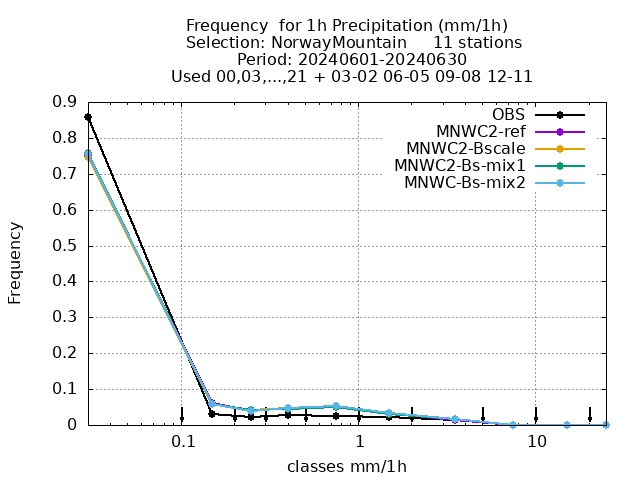 Frequency  for 1h Precipitation (mm/1h)
Selection: NorwayMountain     11 stations
Period: 20240601-20240630
Used 00,03,...,21 + 03-02 06-05 09-08 12-11
0.9
0.8
0.7
0.6
0.5
0.4
0.3
0.2
0.1
0
Frequency
OBS
MNWC2-ref
MNWC2-Bscale
MNWC2-Bs-mix1
MNWC-Bs-mix2
0.1 1 10
classes mm/1h